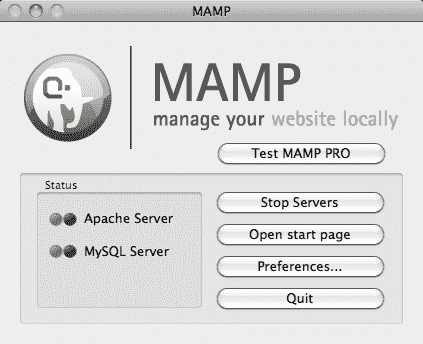 MAMP
MAMP
manage your website locally
Test MAMP PRO
Status
Apache Server
MySQL Server
Stop Servers
Open start page
Preferences...
Quit